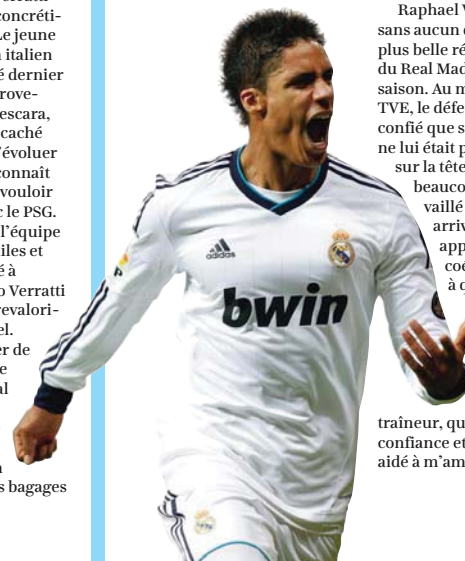 concréti-
Le jeune
italien
é dernier
rove-
escara,
caché
'évoluer
connaît
vouloir
c le PSG.
l'équipe
iles et
é à
o Verratti
revalori-
el.
er de
e
al
n
s bagages
adidas
bwin
Raphael V
sans aucun
plus belle ré
du Real Mad
saison. Au m
TVE, le défe
confié que s
ne lui était p
sur la tête
beauco
vaillé
arriv
app
coé
à q
traîneur, qu
confiance et
aidé à m'am